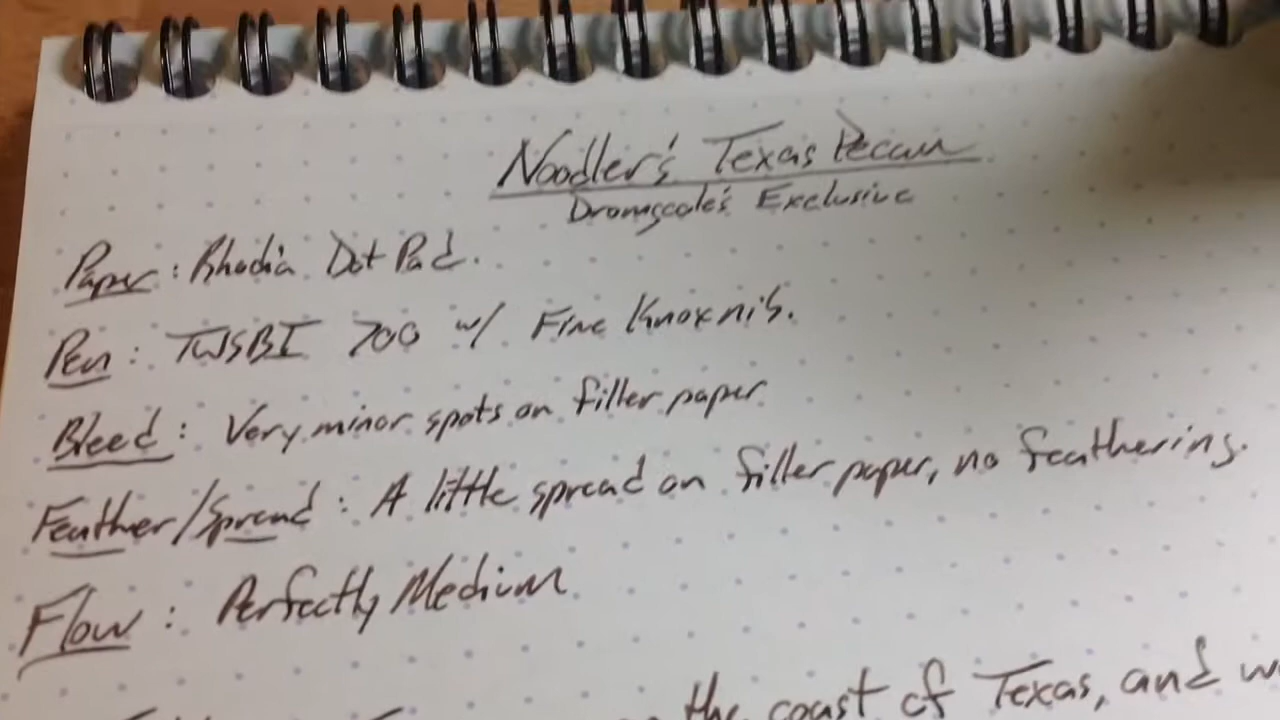 Noodler's Texas Pecan
Dromgoole's Exclusive
Paper: Rhodia Dot Pad.
Pen: TWSBI 700 w/ Fine Knox nib.
Bleed: Very minor spots on filler paper
Feather/Spread: A little spread on filler paper, no feathering.
Flow: Perfectly Medium
the coast of Texas, and